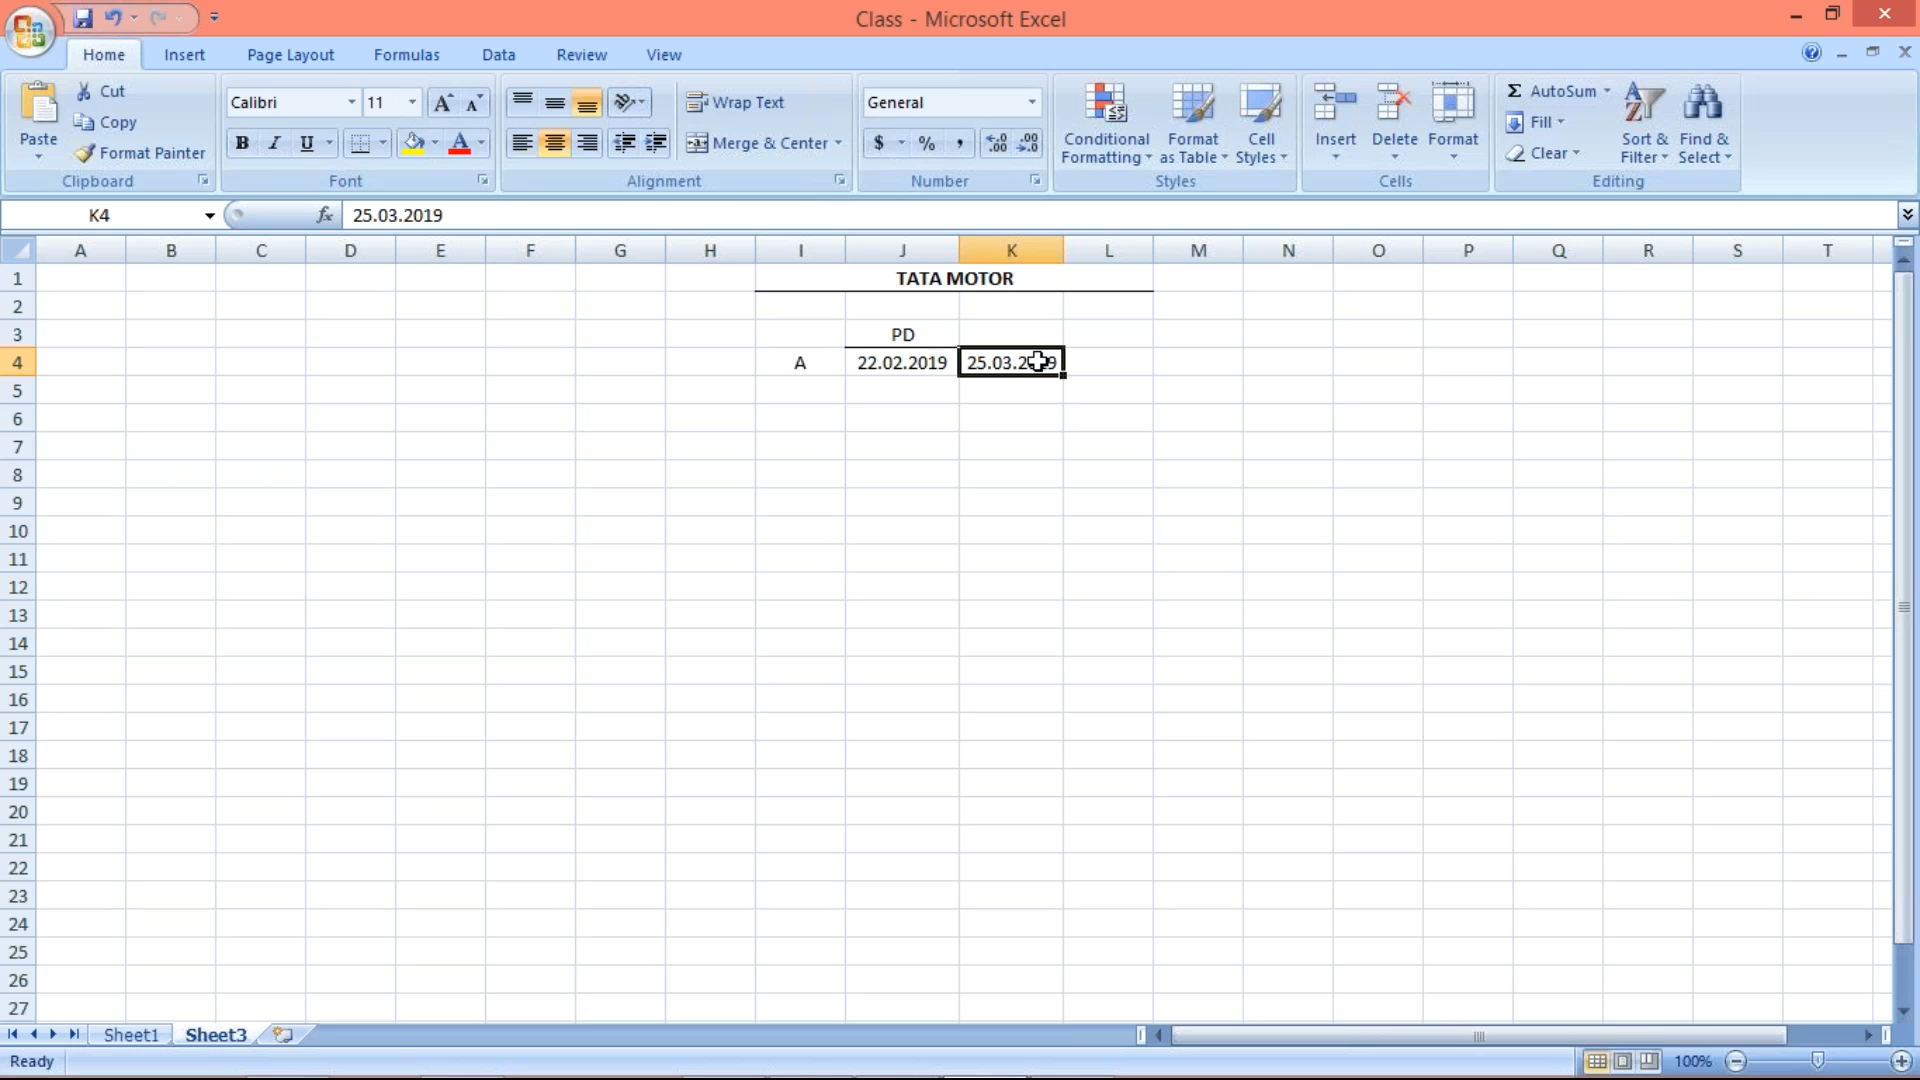 Class - Microsoft Excel
Home Insert Page Layout Formulas Data Review View
Paste
Cut
Copy
Format Painter
Clipboard
Calibri 11
B I U
Font
Wrap Text
Merge & Center
Alignment
General
$ % ,
Number
Conditional Formatting
Format as Table
Cell Styles
Styles
Insert Delete Format
Cells
Σ AutoSum
Fill
Clear
Sort & Filter
Find & Select
Editing
K4 fx 25.03.2019
A B C D E F G H I J K L M N O P Q R S T
1 TATA MOTOR
2
3 PD
4 A 22.02.2019 25.03.2019
5
6
7
8
9
10
11
12
13
14
15
16
17
18
19
20
21
22
23
24
25
26
27
Sheet1 Sheet3
Ready 100%